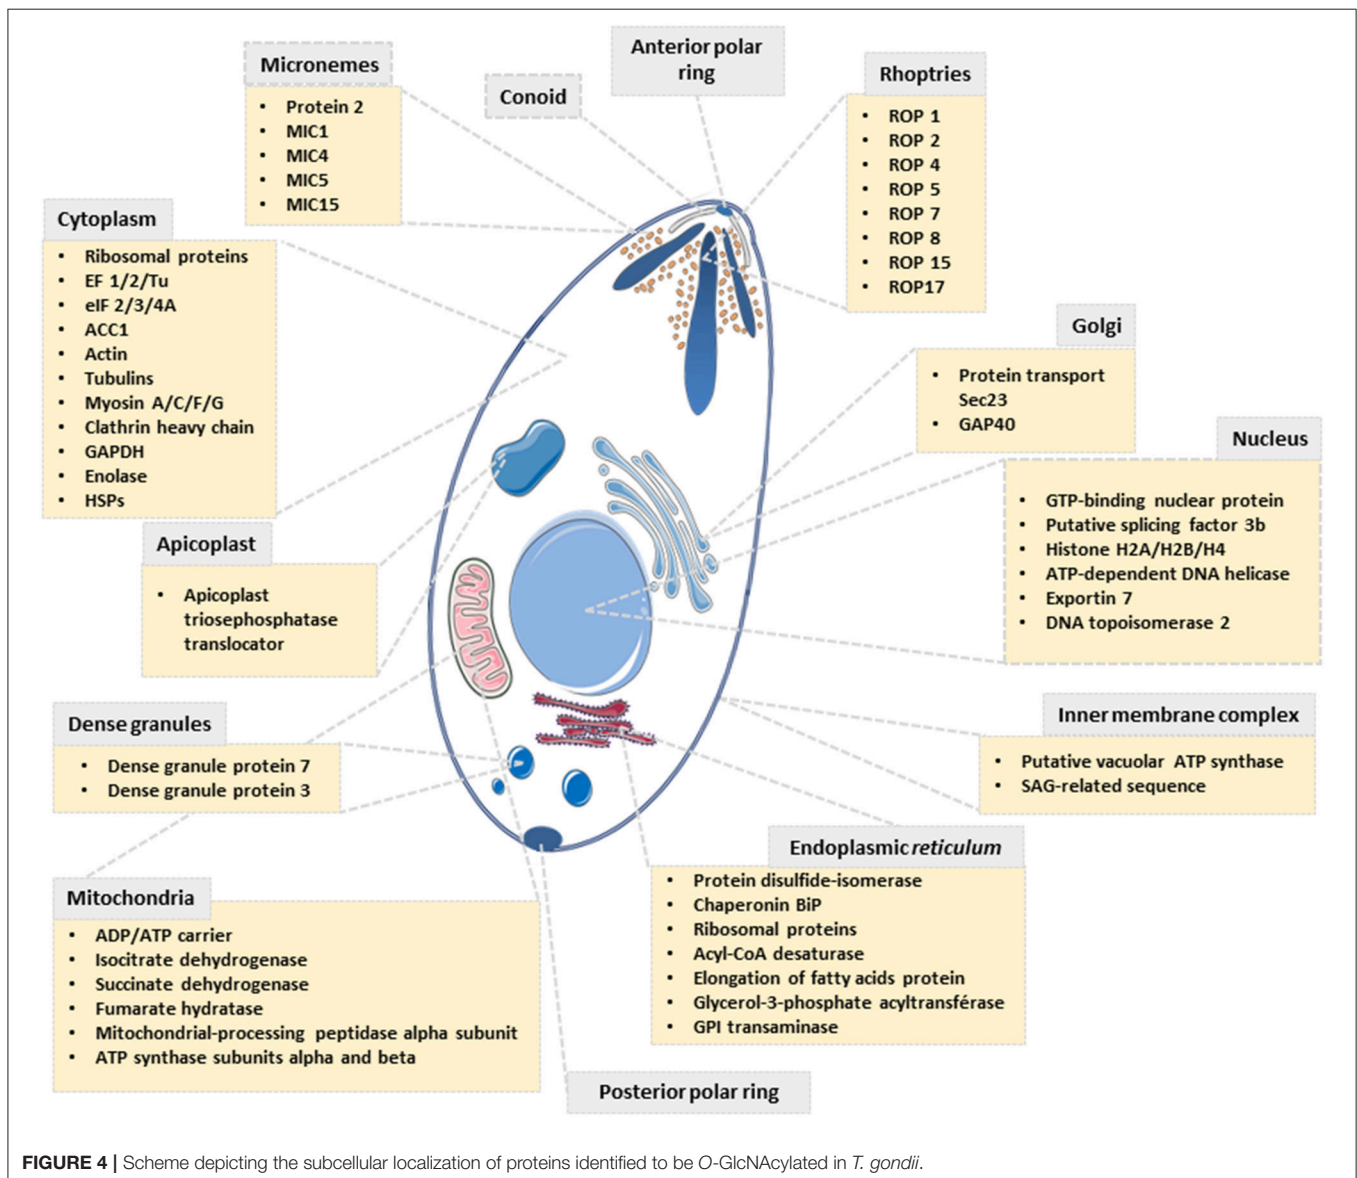 Anterior polar
ring
Micronemes
• Protein 2
• MIC1
• MIC4
• MIC5
• MIC15
Conoid
Rhoptries
• ROP 1
• ROP 2
• ROP 4
• ROP 5
• ROP 7
• ROP 8
• ROP 15
• ROP17
Cytoplasm
• Ribosomal proteins
• EF 1/2/Tu
• eIF 2/3/4A
• ACC1
• Actin
• Tubulins
• Myosin A/C/F/G
• Clathrin heavy chain
• GAPDH
• Enolase
• HSPs
Golgi
• Protein transport
Sec23
• GAP40
Nucleus
• GTP-binding nuclear protein
• Putative splicing factor 3b
• Histone H2A/H2B/H4
• ATP-dependent DNA helicase
• Exportin 7
• DNA topoisomerase 2
Apicoplast
• Apicoplast
triosephosphatase
translocator
Dense granules
• Dense granule protein 7
• Dense granule protein 3
Inner membrane complex
• Putative vacuolar ATP synthase
• SAG-related sequence
Endoplasmic reticulum
• Protein disulfide-isomerase
• Chaperonin BiP
• Ribosomal proteins
• Acyl-CoA desaturase
• Elongation of fatty acids protein
• Glycerol-3-phosphate acyltransférase
• GPI transaminase
Mitochondria
• ADP/ATP carrier
• Isocitrate dehydrogenase
• Succinate dehydrogenase
• Fumarate hydratase
• Mitochondrial-processing peptidase alpha subunit
• ATP synthase subunits alpha and beta
Posterior polar ring
FIGURE 4 | Scheme depicting the subcellular localization of proteins identified to be O-GlcNAcylated in T. gondii.